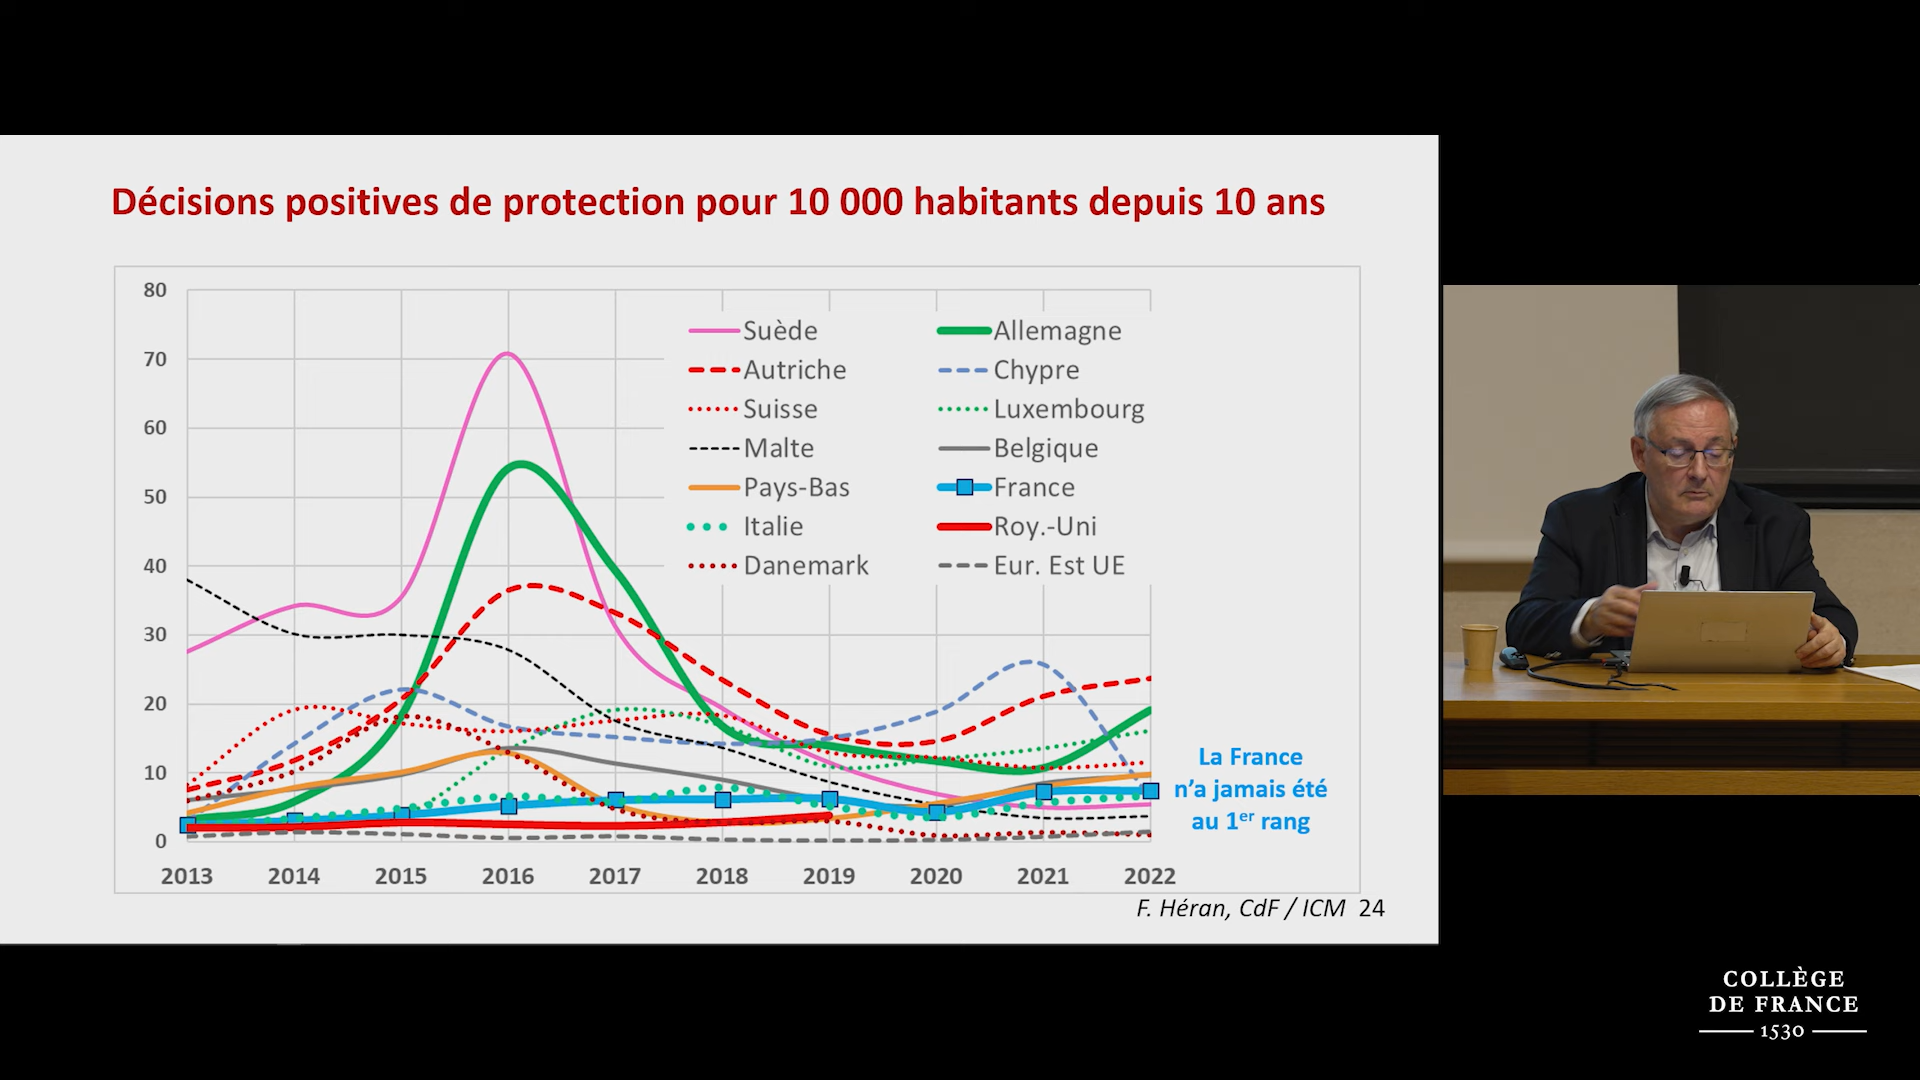 Décisions positives de protection pour 10 000 habitants depuis 10 ans
80
70
60
50
40
30
20
10
0
Suède
Allemagne
Autriche
Chypre
Suisse
Luxembourg
Malte
Belgique
Pays-Bas
France
Italie
Roy.-Uni
Danemark
Eur. Est UE
La France
n'a jamais été
au 1er rang
2013 2014 2015 2016 2017 2018 2019 2020 2021 2022
F. Héran, CdF / ICM 24
COLLÈGE
DE FRANCE
1530